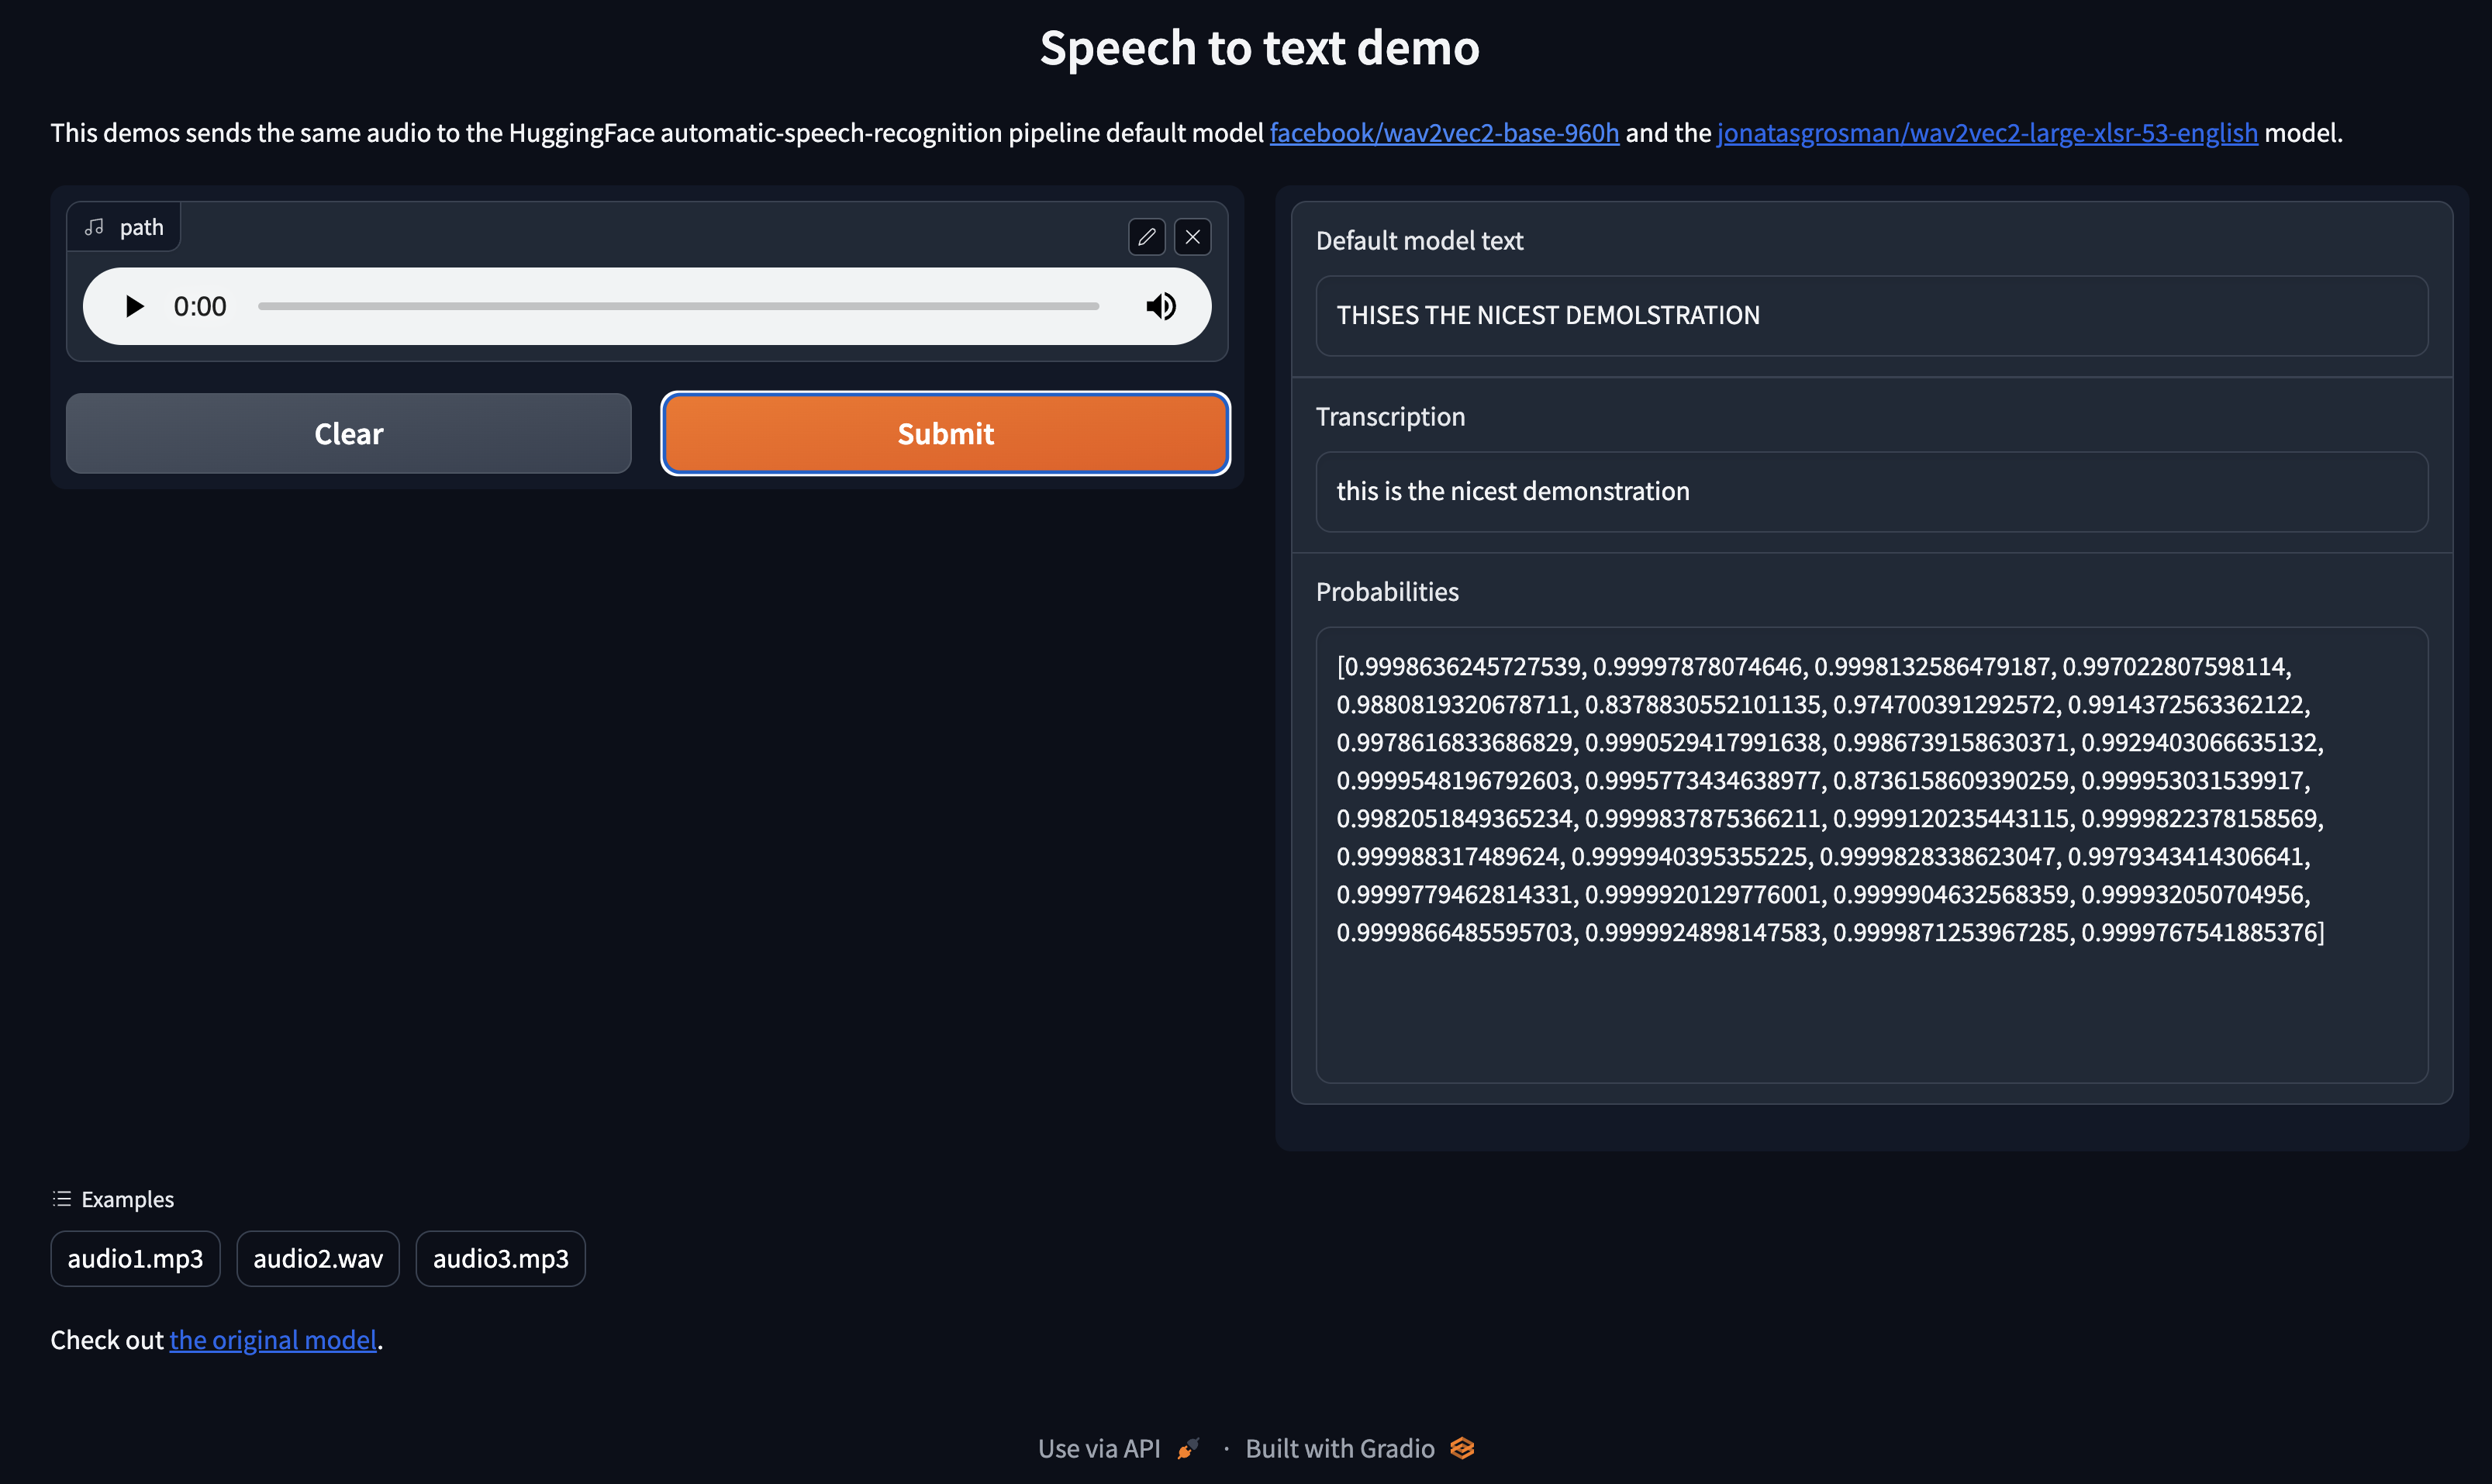 Speech to text demo
This demos sends the same audio to the HuggingFace automatic-speech-recognition pipeline default model facebook/wav2vec2-base-960h and the jonatasgrosman/wav2vec2-large-xlsr-53-english model.
path
0:00
Clear
Submit
Default model text
THISES THE NICEST DEMOLSTRATION
Transcription
this is the nicest demonstration
Probabilities
[0.9998636245727539, 0.99997878074646, 0.9998132586479187, 0.997022807598114,
0.9880819320678711, 0.8378830552101135, 0.974700391292572, 0.9914372563362122,
0.9978616833686829, 0.9990529417991638, 0.9986739158630371, 0.9929403066635132,
0.9999548196792603, 0.9995773434638977, 0.8736158609390259, 0.999953031539917,
0.9982051849365234, 0.9999837875366211, 0.9999120235443115, 0.9999822378158569,
0.999988317489624, 0.9999940395355225, 0.9999828338623047, 0.9979343414306641,
0.9999779462814331, 0.9999920129776001, 0.9999904632568359, 0.999932050704956,
0.9999866485595703, 0.9999924898147583, 0.9999871253967285, 0.9999767541885376]
Examples
audio1.mp3
audio2.wav
audio3.mp3
Check out the original model.
Use via API · Built with Gradio